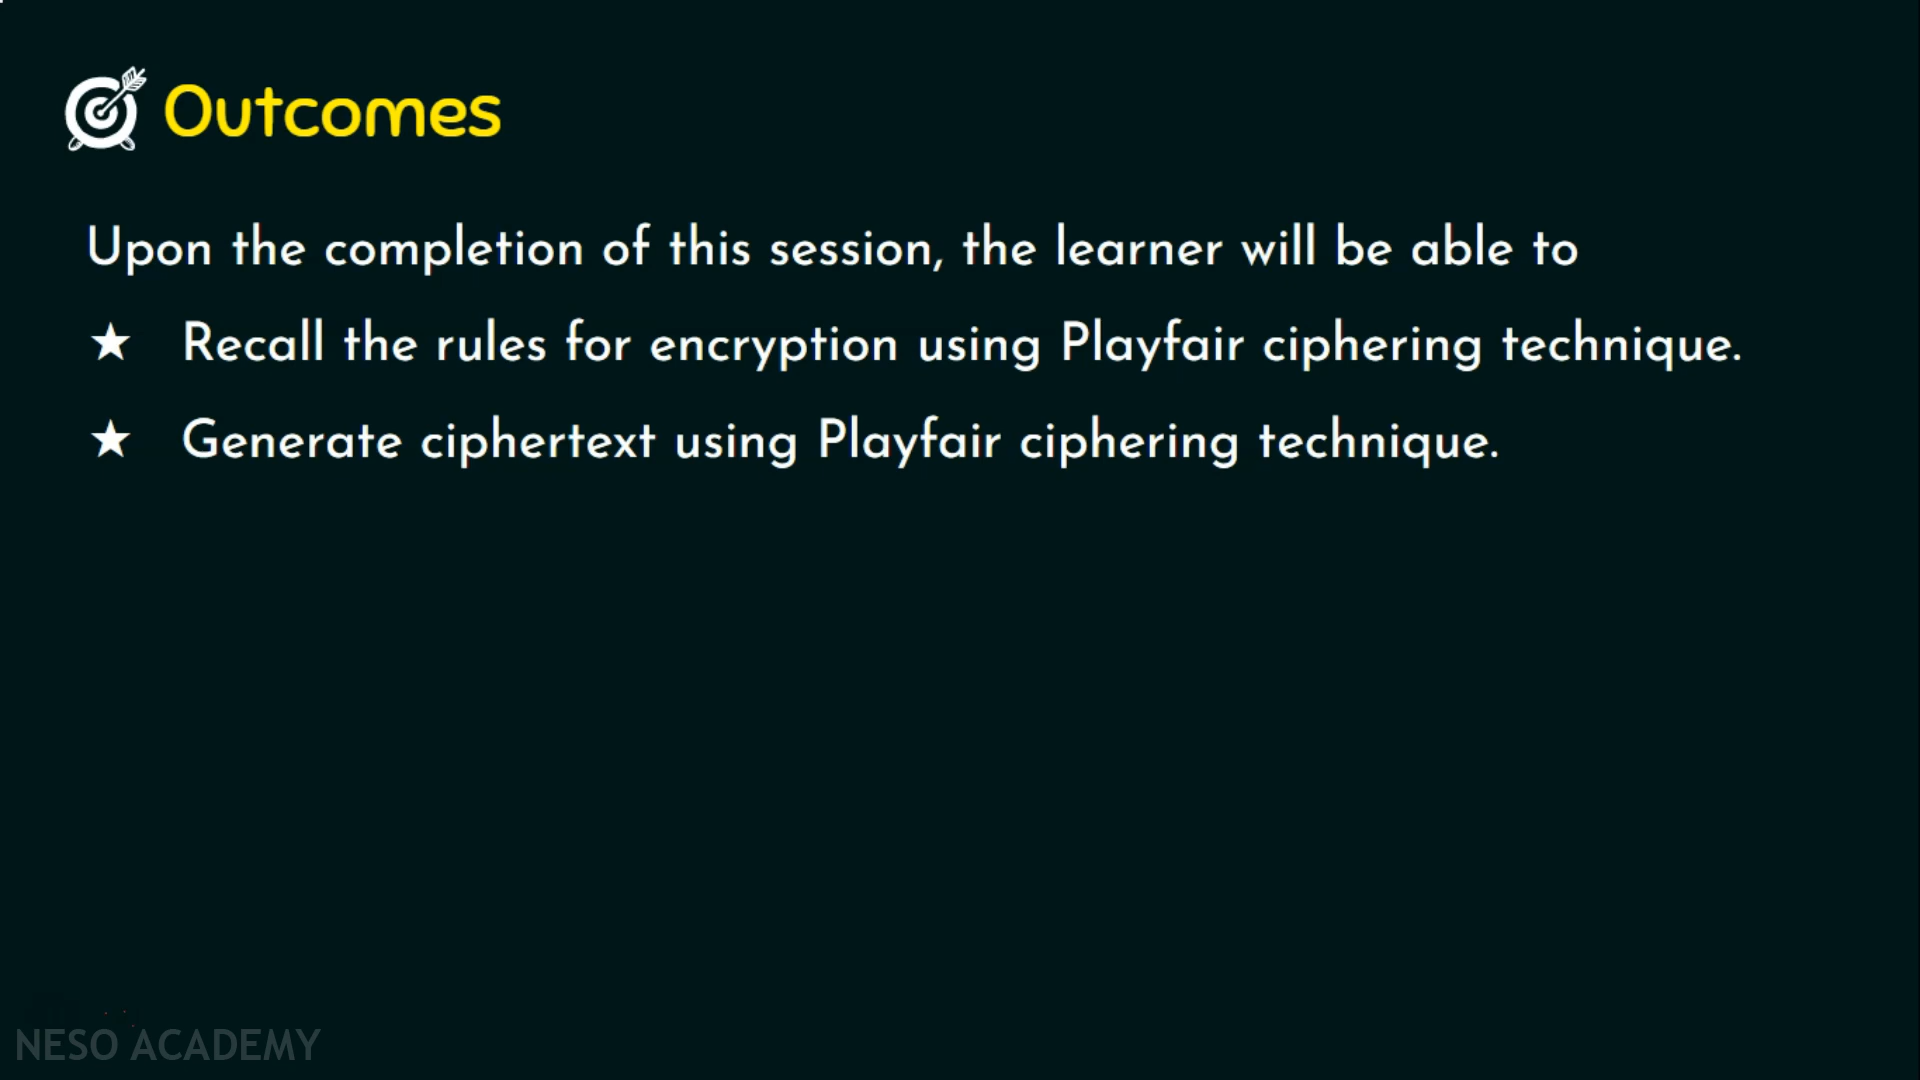 Outcomes
Upon the completion of this session, the learner will be able to
★ Recall the rules for encryption using Playfair ciphering technique.
★ Generate ciphertext using Playfair ciphering technique.
NESO ACADEMY